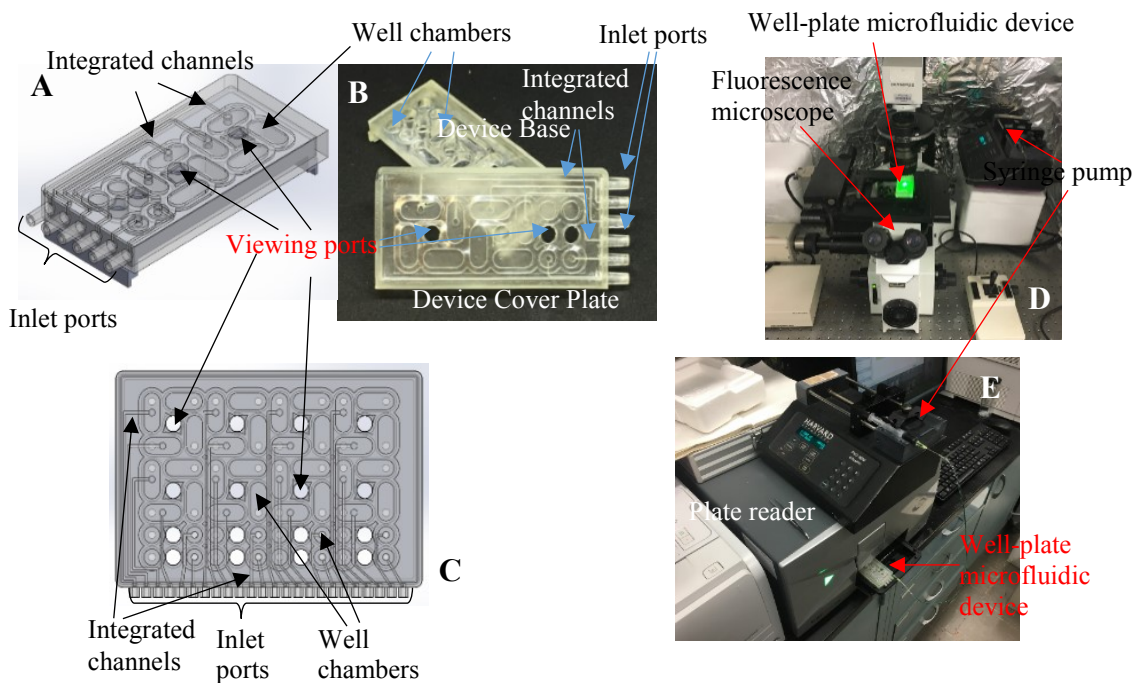 Well-plate microfluidic device
Well chambers
Inlet ports
Integrated channels
A
B
Integrated
channels
Device Base
Fluorescence
microscope
Syringe pump
Viewing ports
Device Cover Plate
D
Inlet ports
E
HARVARD
Plate reader
C
Well-plate
microfluidic
device
Integrated
channels
Inlet
ports
Well
chambers